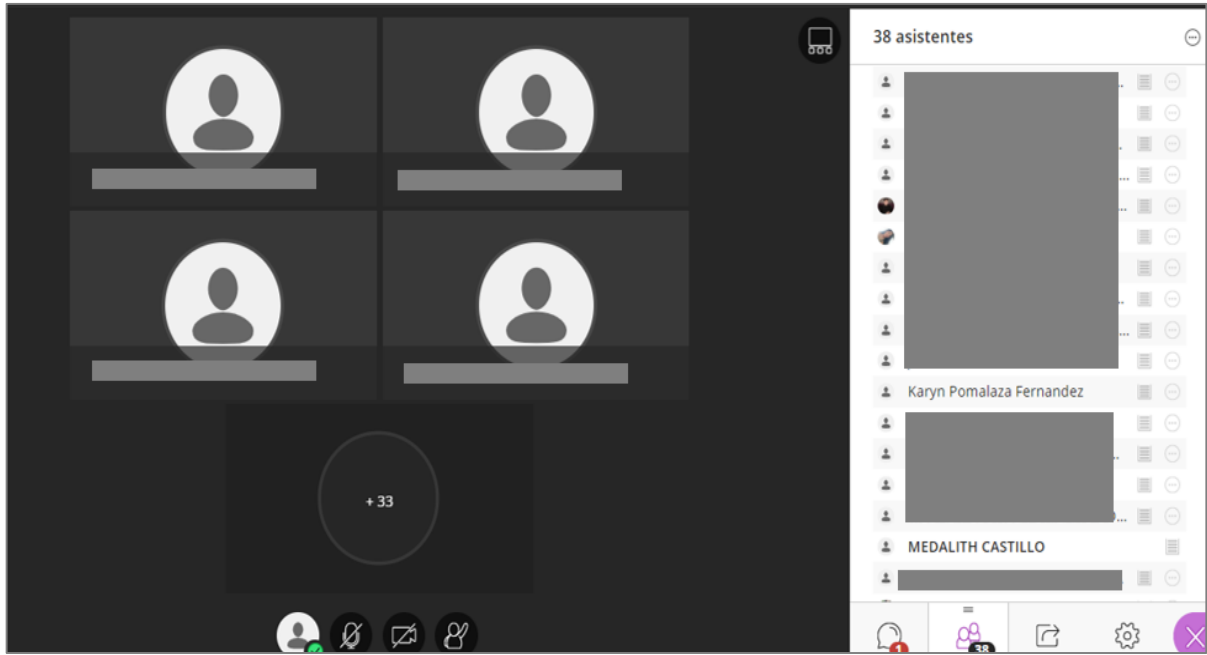 38 asistentes
Karyn Pomalaza Fernandez
MEDALITH CASTILLO
+ 33
1
38